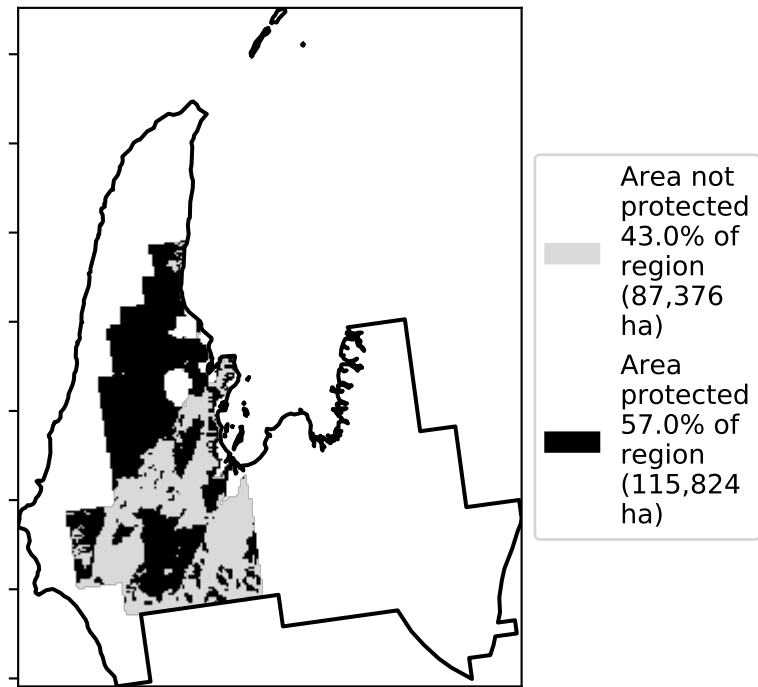 Area not
protected
43.0% of
region
(87,376
ha)
Area
protected
57.0% of
region
(115,824
ha)